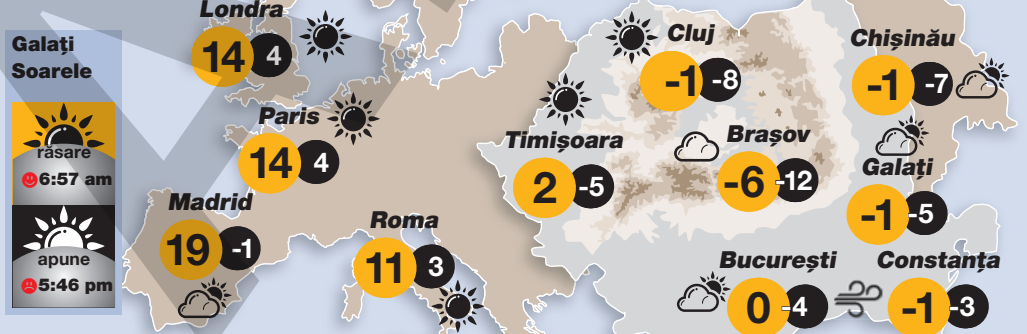 Londra
14 4
Galați
Soarele
răsare
6:57 am
apune
5:46 pm
Paris
14 4
Madrid
19 -1
Roma
11 3
Cluj
-1 -8
Chișinău
-1 -7
Timișoara
2 -5
Brașov
-6 -12
Galați
-1 -5
București
0 -4
Constanța
-1 -3